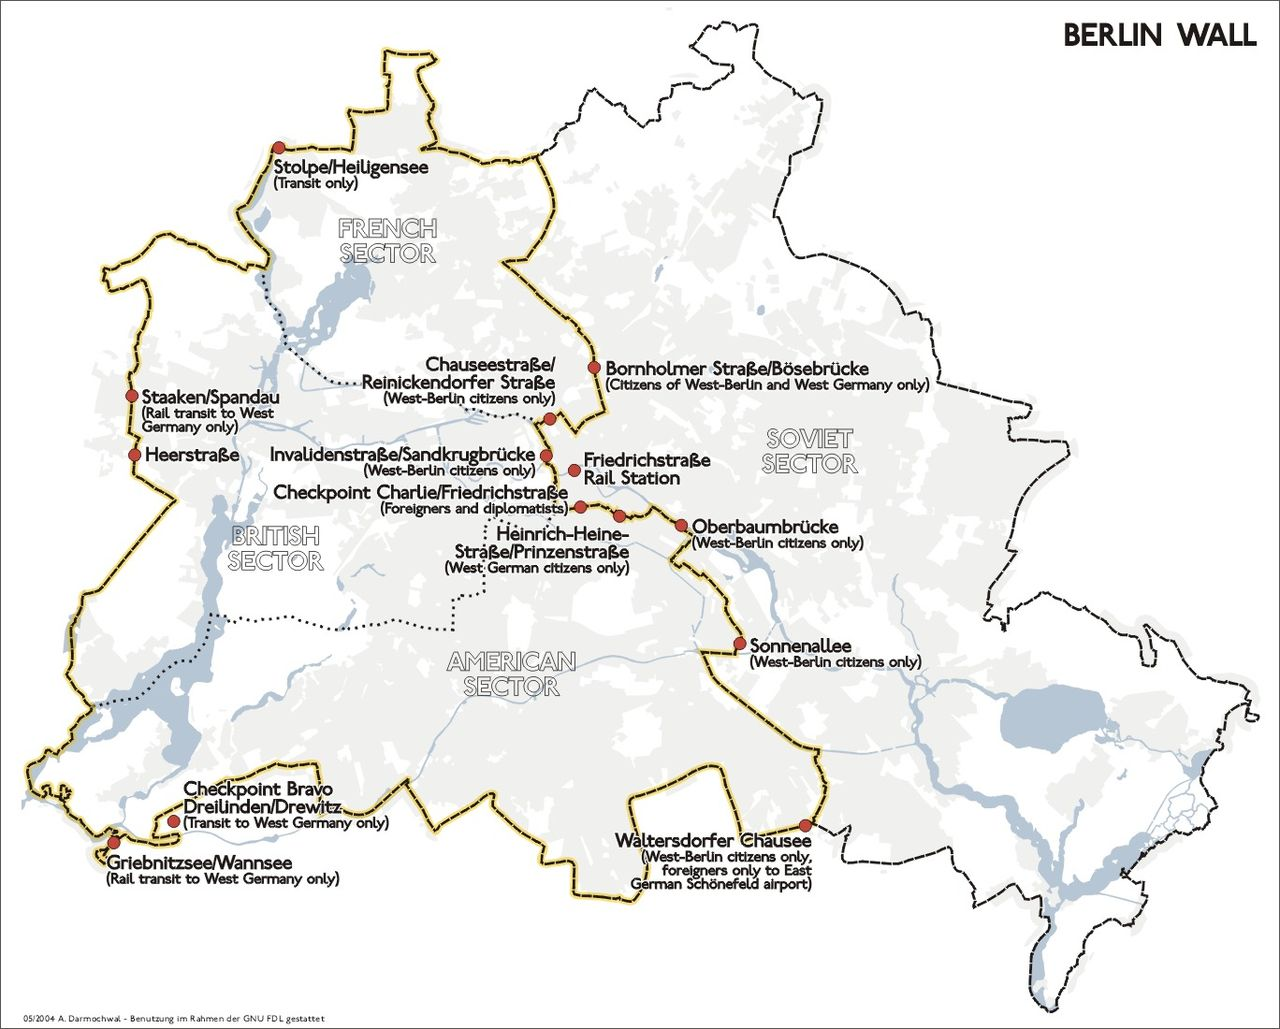 BERLIN WALL
Stolpe/Heiligensee
(Transit only)
FRENCH
SECTOR
Chauseestraße/
Reinickendorfer Straße
(West-Berlin citizens only)
Bornholmer Straße/Bösebrücke
(Citizens of West-Berlin and West Germany only)
Staaken/Spandau
(Rail transit to West
Germany only)
Heerstraße
Invalidenstraße/Sandkrugbrücke
(West-Berlin citizens only)
Friedrichstraße
Rail Station
SOVIET
SECTOR
Checkpoint Charlie/Friedrichstraße
(Foreigners and diplomatists)
Heinrich-Heine-
Straße/Prinzenstraße
(West German citizens only)
Oberbaumbrücke
(West-Berlin citizens only)
BRITISH
SECTOR
AMERICAN
SECTOR
Sonnenallee
(West-Berlin citizens only)
Checkpoint Bravo
Dreilinden/Drewitz
(Transit to West Germany only)
Griebnitzsee/Wannsee
(Rail transit to West Germany only)
Waltersdorfer Chausee
(West-Berlin citizens only,
foreigners only to East
German Schönefeld airport)
05/2004 A. Darmochwal - Benutzung im Rahmen der GNU FDL gestattet